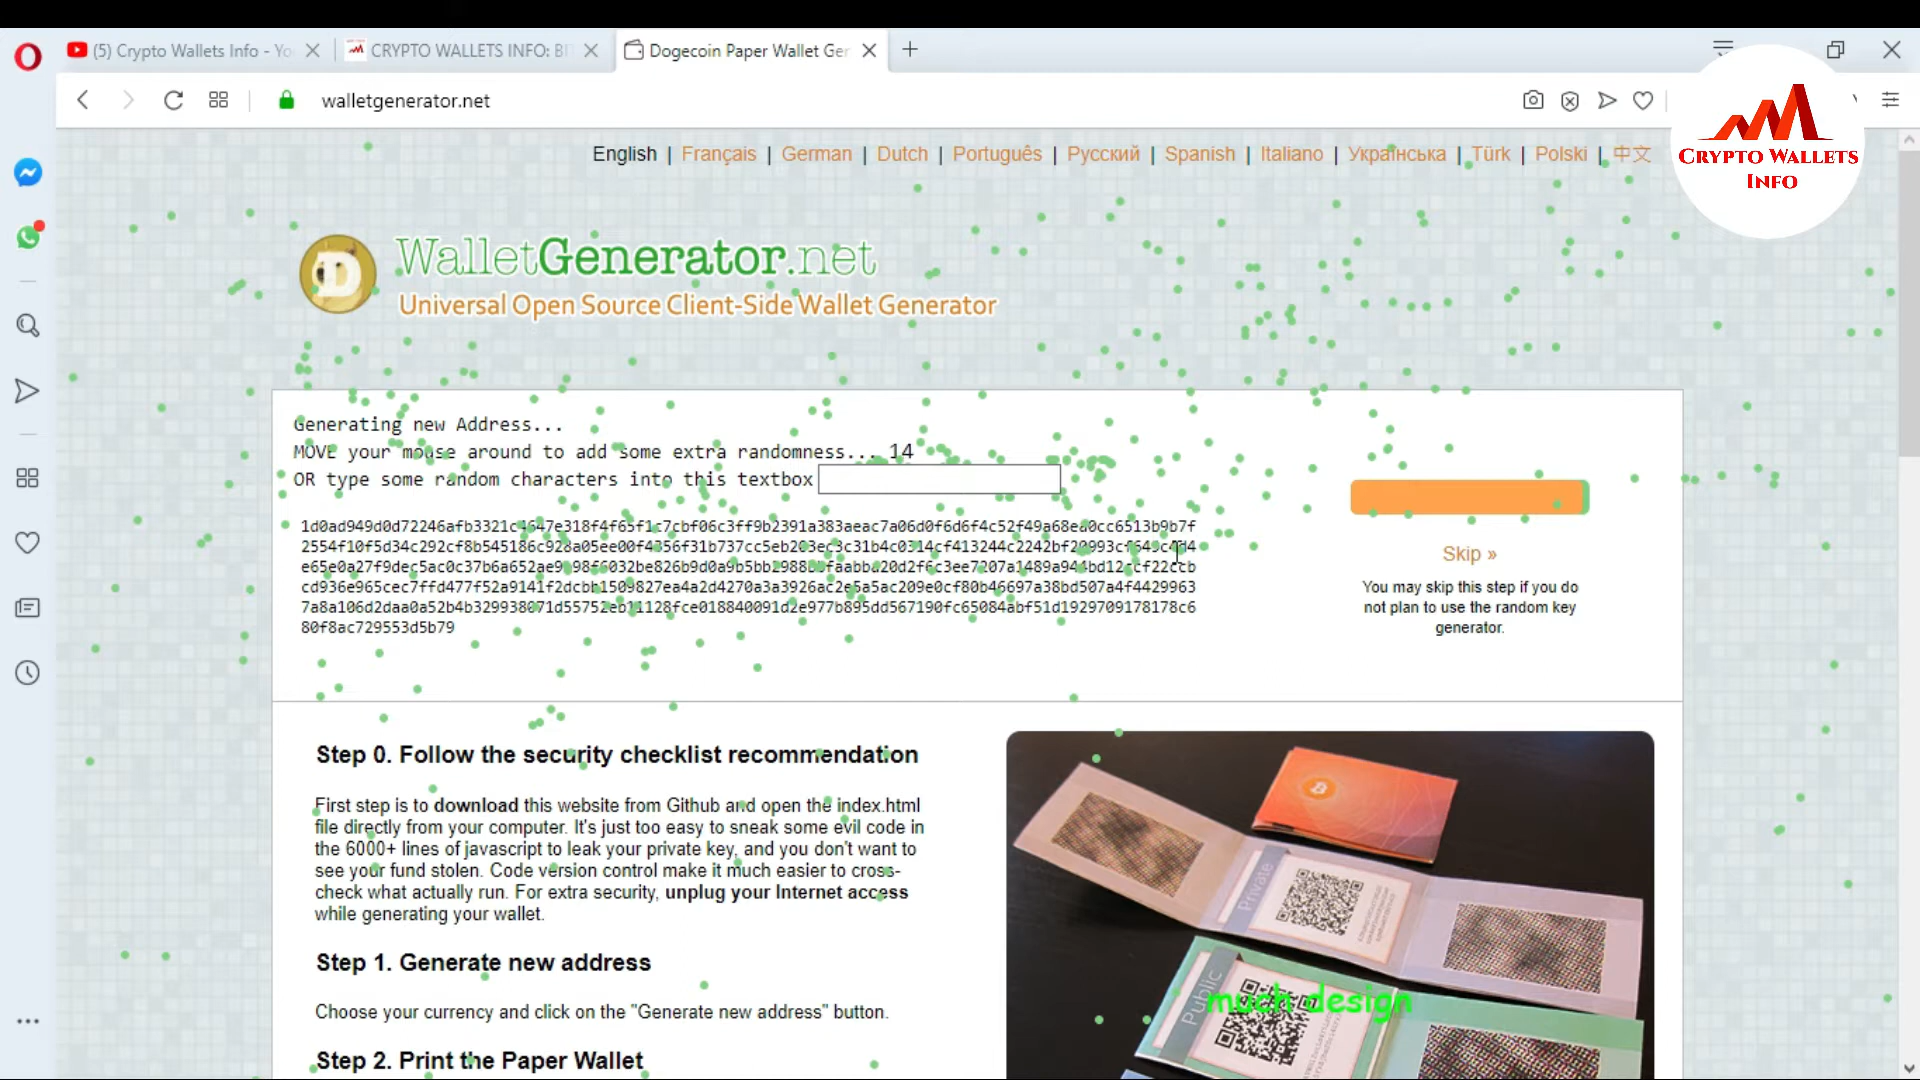 (5) Crypto Wallets Info - Yo
CRYPTO WALLETS INFO: BI
Dogecoin Paper Wallet Ger
walletgenerator.net
CRYPTO WALLETS
INFO
English | Français | German | Dutch | Português | Русский | Spanish | Italiano | Українська | Türk | Polski | 中文
WalletGenerator.net
Universal Open Source Client-Side Wallet Generator
Generating new Address...
MOVE your mouse around to add some extra randomness... 14
OR type some random characters into this textbox
80f8ac729553d5b79
Skip »
You may skip this step if you do
not plan to use the random key
generator.
Step 0. Follow the security checklist recommendation
First step is to download this website from Github and open the index.html
file directly from your computer. It's just too easy to sneak some evil code in
the 6000+ lines of javascript to leak your private key, and you don't want to
see your fund stolen. Code version control make it much easier to cross-
check what actually run. For extra security, unplug your Internet access
while generating your wallet.
Step 1. Generate new address
Choose your currency and click on the "Generate new address" button.
Step 2. Print the Paper Wallet
Private
Public
much design